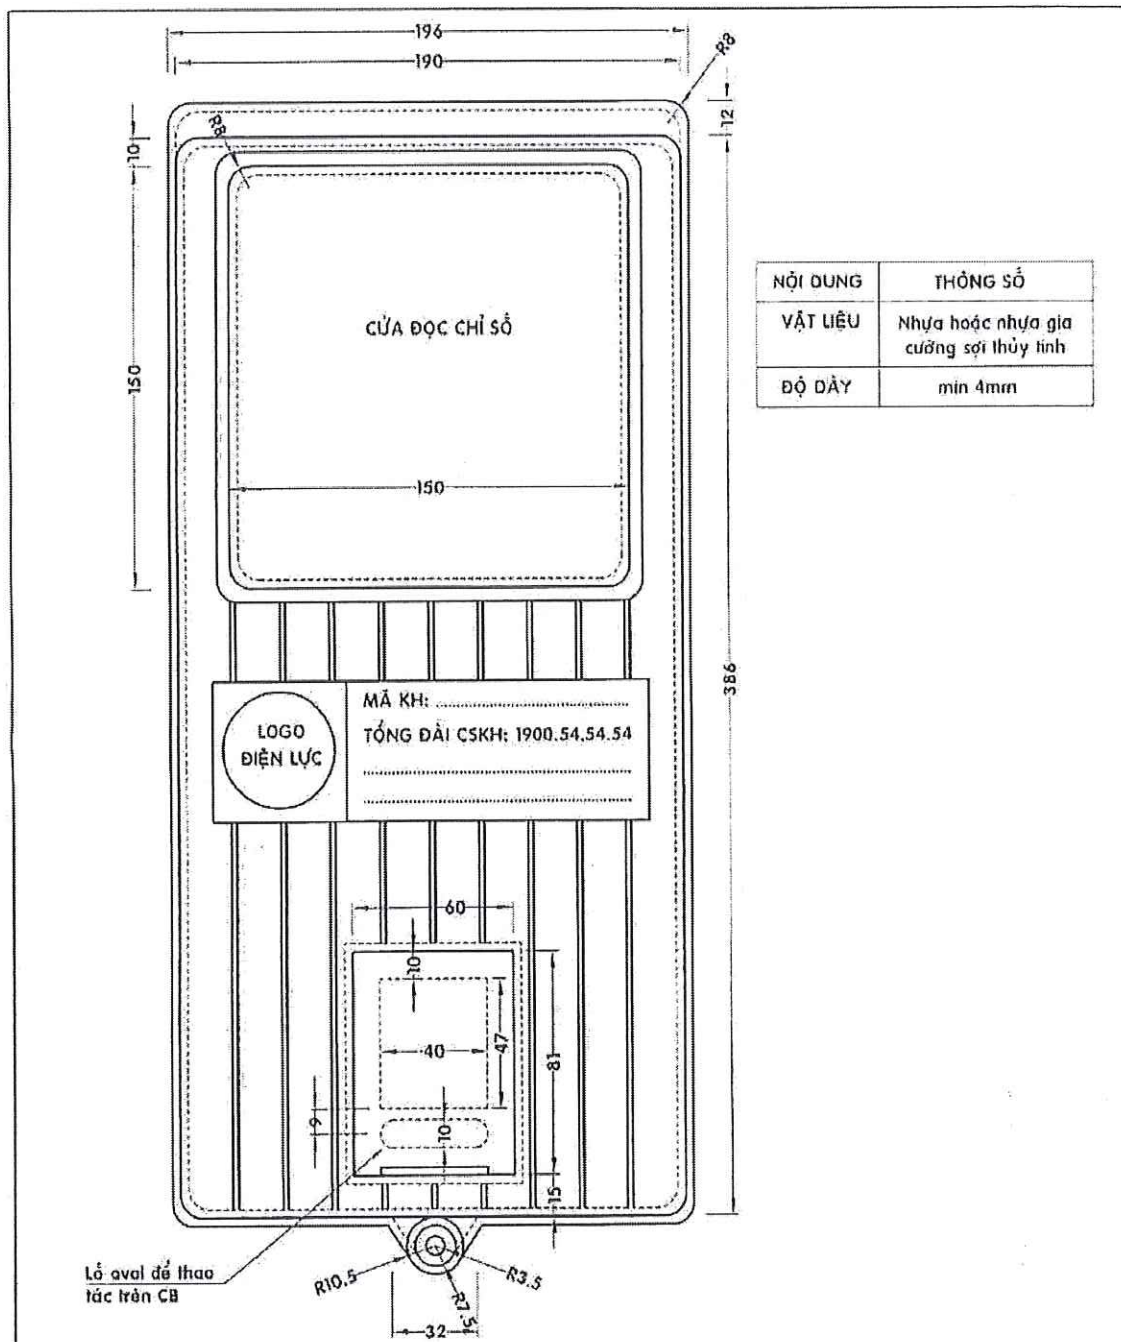 196
190
R8
12
10
R8
CỬA ĐỌC CHỈ SỐ
150
150
NỘI DUNG THÔNG SỐ
VẬT LIỆU Nhựa hoặc nhựa gia
cường sợi thủy tinh
ĐỘ DÀY min 4mm
386
LOGO
ĐIỆN LỰC
MÃ KH: ........................................
TỔNG ĐÀI CSKH: 1900.54.54.54
........................................................
........................................................
60
10
40
47
81
9
10
15
Lỗ oval để thao
tác trên CB
R10.5
R3.5
R7.5
32